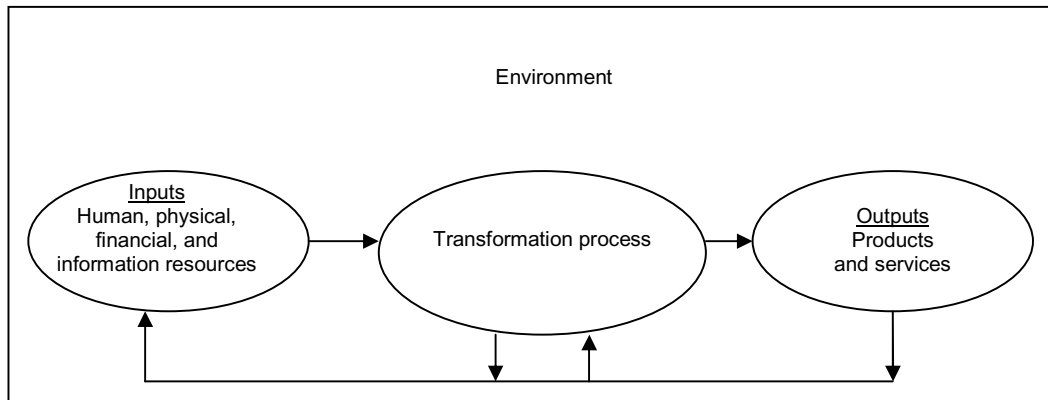 Environment
Inputs
Human, physical,
financial, and
information resources
Transformation process
Outputs
Products
and services